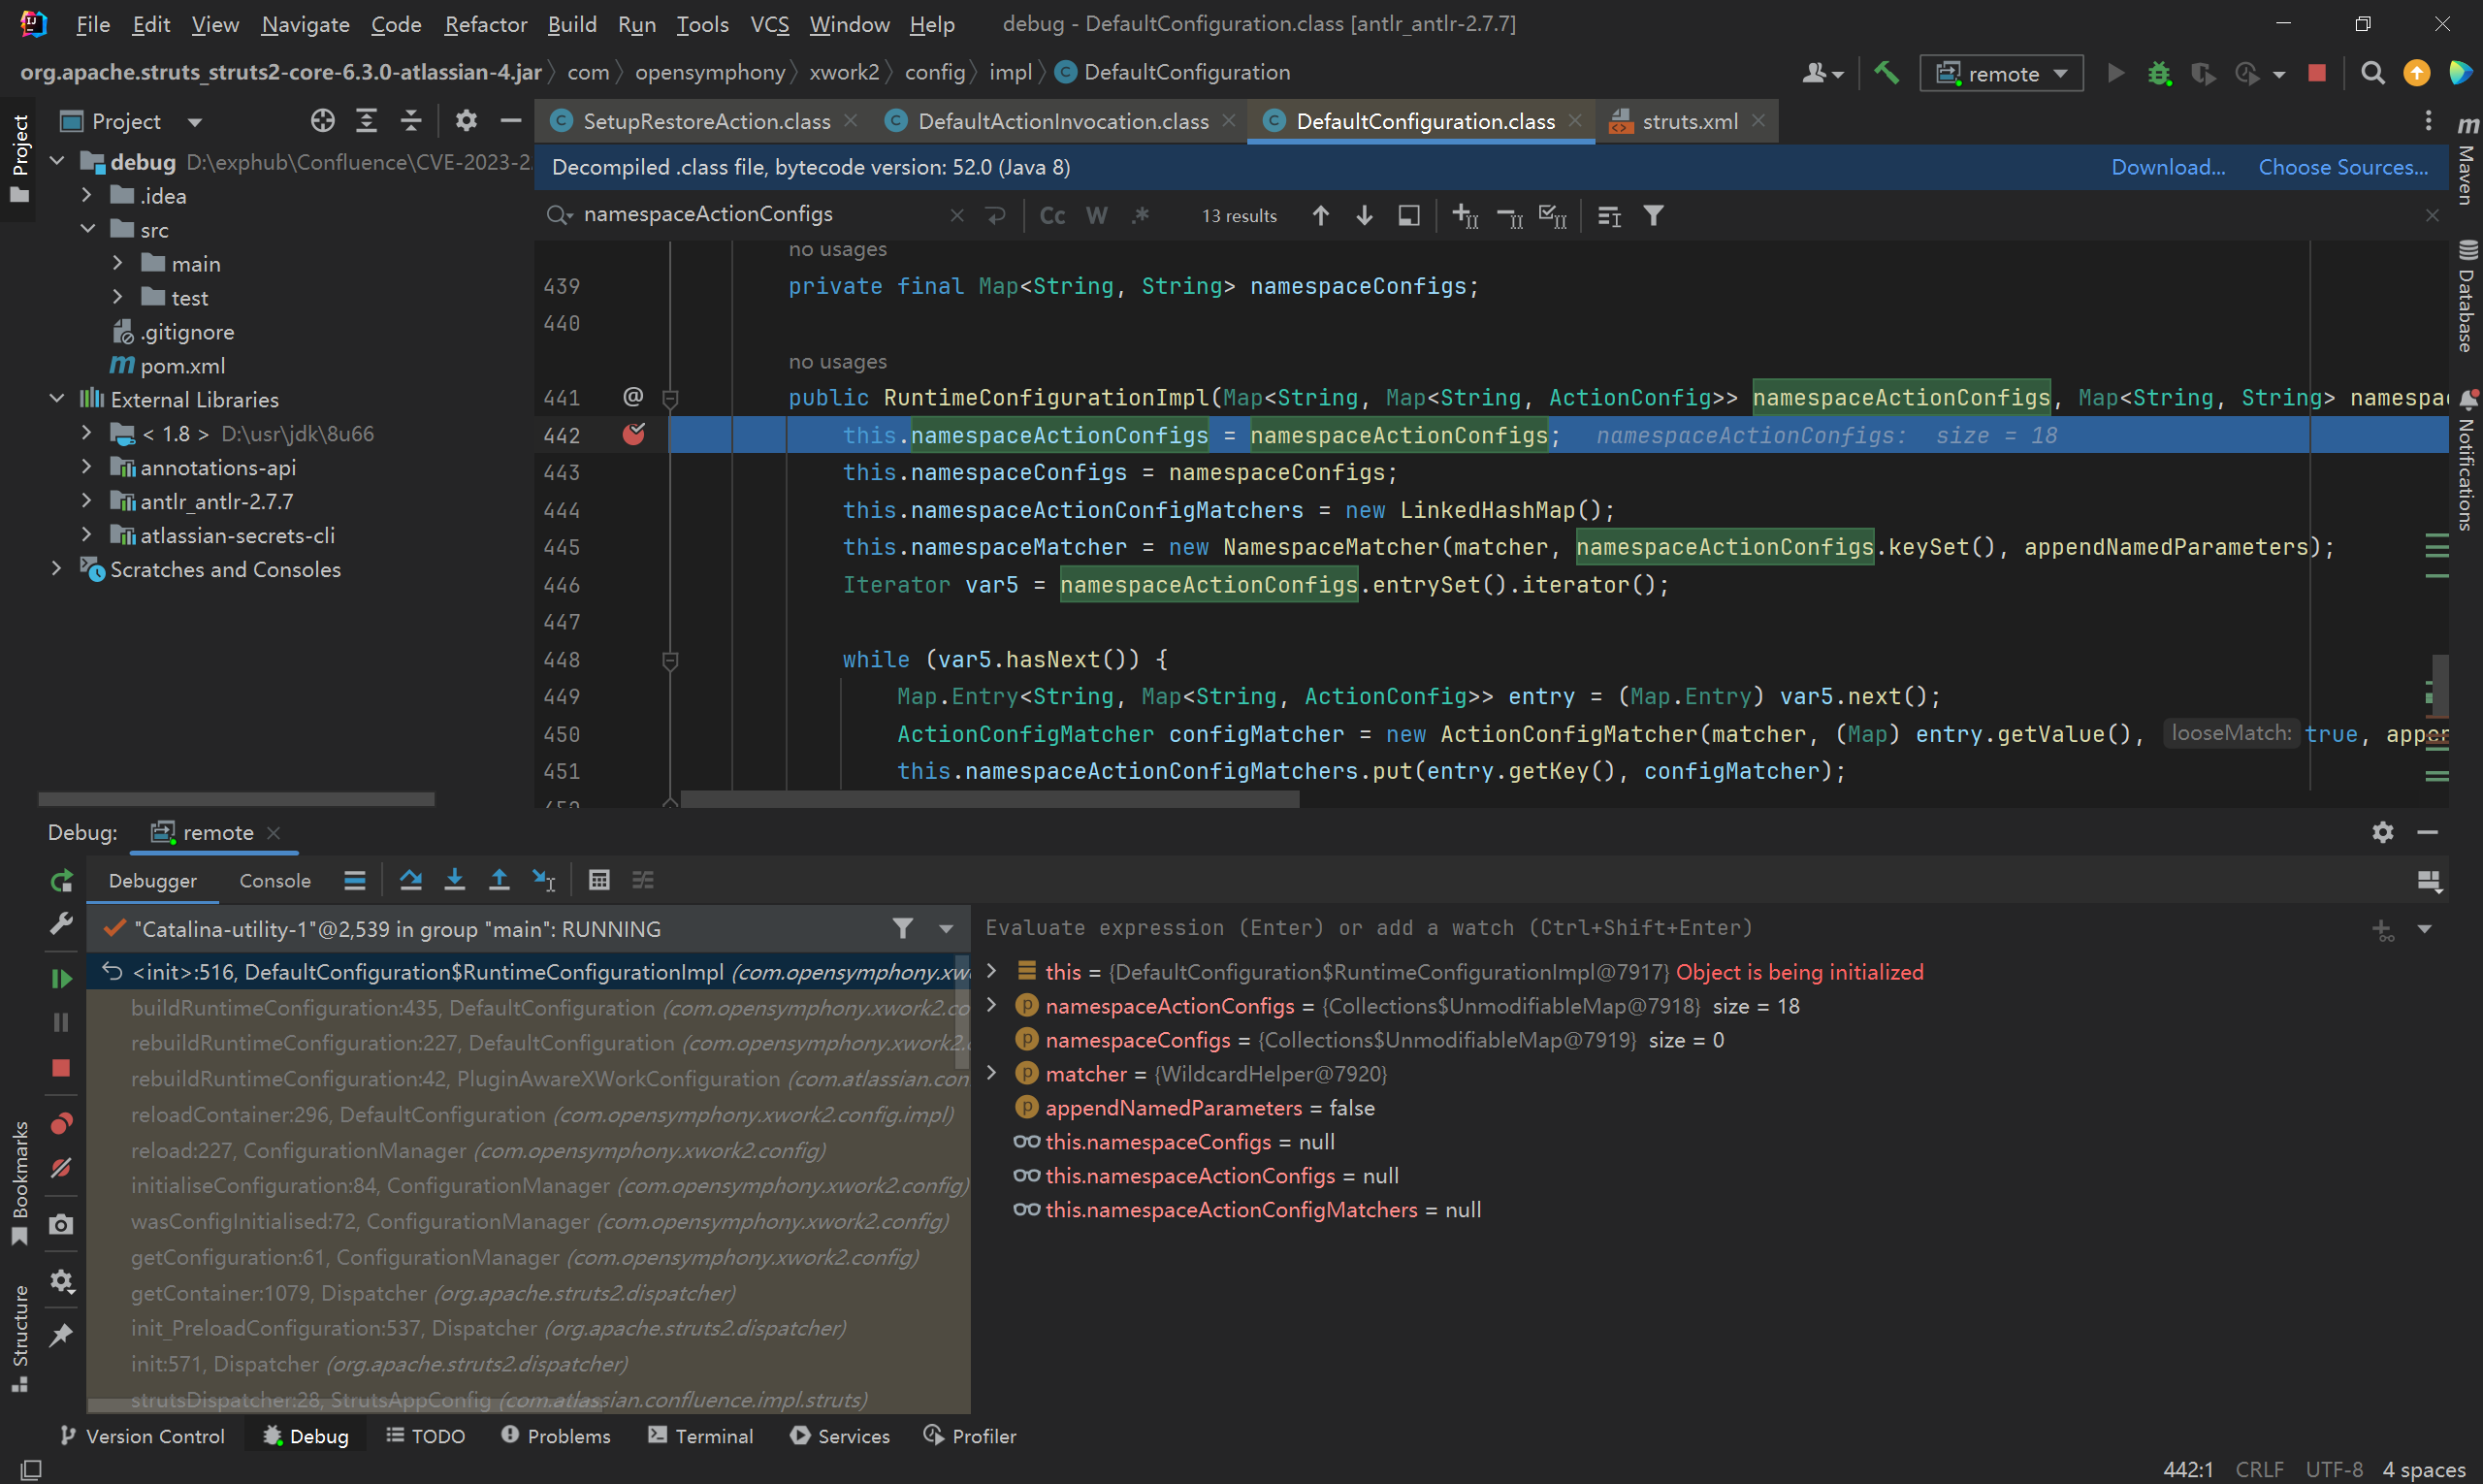 File Edit View Navigate Code Refactor Build Run Tools VCS Window Help debug - DefaultConfiguration.class [antlr_antlr-2.7.7]
org.apache.struts_struts2-core-6.3.0-atlassian-4.jar com opensymphony xwork2 config impl DefaultConfiguration remote
Project
Project
debug D:\exphub\Confluence\CVE-2023-2
.idea
src
main
test
.gitignore
pom.xml
External Libraries
< 1.8 > D:\usr\jdk\8u66
annotations-api
antlr_antlr-2.7.7
atlassian-secrets-cli
Scratches and Consoles
SetupRestoreAction.class DefaultActionInvocation.class DefaultConfiguration.class struts.xml
Decompiled .class file, bytecode version: 52.0 (Java 8) Download... Choose Sources...
namespaceActionConfigs Cc W .* 13 results
no usages
439 private final Map<String, String> namespaceConfigs;
440
no usages
441 @ public RuntimeConfigurationImpl(Map<String, Map<String, ActionConfig>> namespaceActionConfigs, Map<String, String> namespa
442 this.namespaceActionConfigs = namespaceActionConfigs; namespaceActionConfigs: size = 18
443 this.namespaceConfigs = namespaceConfigs;
444 this.namespaceActionConfigMatchers = new LinkedHashMap();
445 this.namespaceMatcher = new NamespaceMatcher(matcher, namespaceActionConfigs.keySet(), appendNamedParameters);
446 Iterator var5 = namespaceActionConfigs.entrySet().iterator();
447
448 while (var5.hasNext()) {
449 Map.Entry<String, Map<String, ActionConfig>> entry = (Map.Entry) var5.next();
450 ActionConfigMatcher configMatcher = new ActionConfigMatcher(matcher, (Map) entry.getValue(), looseMatch: true, appen
451 this.namespaceActionConfigMatchers.put(entry.getKey(), configMatcher);
Maven
Database
Notifications
Debug: remote
Debugger Console
"Catalina-utility-1"@2,539 in group "main": RUNNING
<init>:516, DefaultConfiguration$RuntimeConfigurationImpl (com.opensymphony.xw
buildRuntimeConfiguration:435, DefaultConfiguration (com.opensymphony.xwork2.co
rebuildRuntimeConfiguration:227, DefaultConfiguration (com.opensymphony.xwork2.
rebuildRuntimeConfiguration:42, PluginAwareXWorkConfiguration (com.atlassian.con
reloadContainer:296, DefaultConfiguration (com.opensymphony.xwork2.config.impl)
reload:227, ConfigurationManager (com.opensymphony.xwork2.config)
initialiseConfiguration:84, ConfigurationManager (com.opensymphony.xwork2.config)
wasConfigInitialised:72, ConfigurationManager (com.opensymphony.xwork2.config)
getConfiguration:61, ConfigurationManager (com.opensymphony.xwork2.config)
getContainer:1079, Dispatcher (org.apache.struts2.dispatcher)
init_PreloadConfiguration:537, Dispatcher (org.apache.struts2.dispatcher)
init:571, Dispatcher (org.apache.struts2.dispatcher)
strutsDispatcher:28, StrutsAppConfig (com.atlassian.confluence.impl.struts)
Evaluate expression (Enter) or add a watch (Ctrl+Shift+Enter)
this = {DefaultConfiguration$RuntimeConfigurationImpl@7917} Object is being initialized
namespaceActionConfigs = {Collections$UnmodifiableMap@7918} size = 18
namespaceConfigs = {Collections$UnmodifiableMap@7919} size = 0
matcher = {WildcardHelper@7920}
appendNamedParameters = false
this.namespaceConfigs = null
this.namespaceActionConfigs = null
this.namespaceActionConfigMatchers = null
Bookmarks
Structure
Version Control Debug TODO Problems Terminal Services Profiler
442:1 CRLF UTF-8 4 spaces